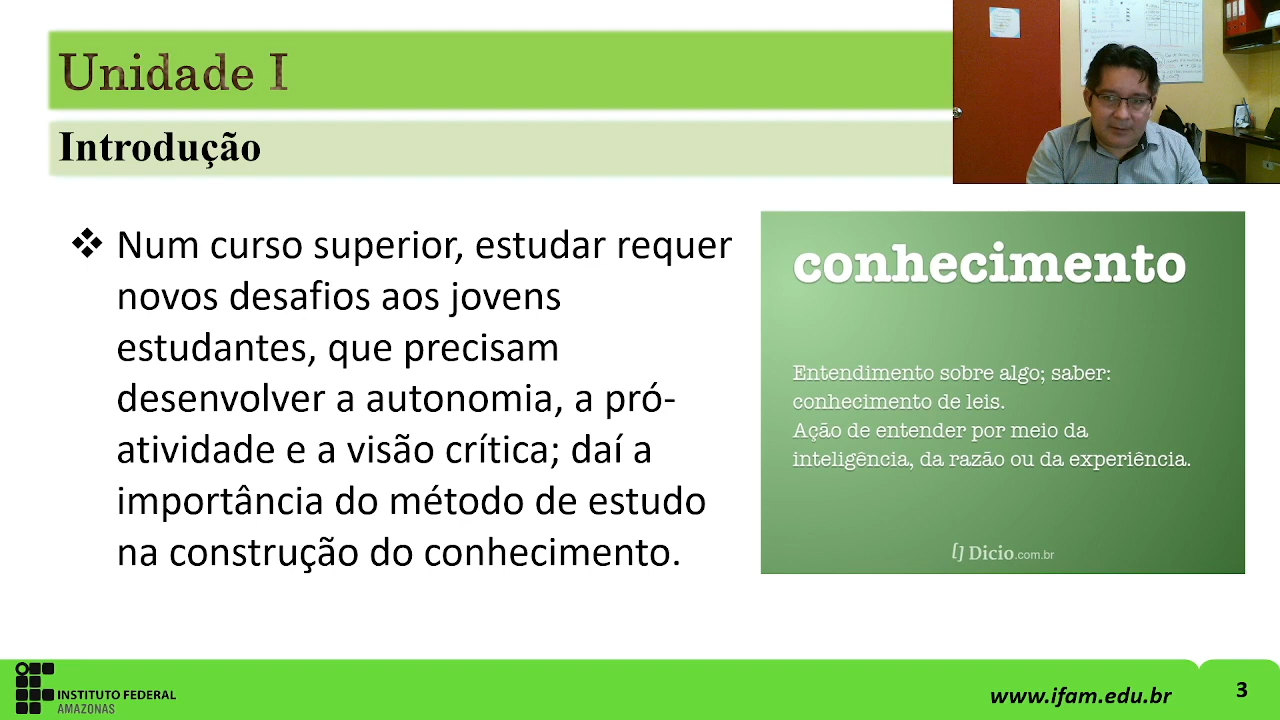 Unidade I
Introdução
Num curso superior, estudar requer
novos desafios aos jovens
estudantes, que precisam
desenvolver a autonomia, a pró-
atividade e a visão crítica; daí a
importância do método de estudo
na construção do conhecimento.
conhecimento
Entendimento sobre algo; saber:
conhecimento de leis.
Ação de entender por meio da
inteligência, da razão ou da experiência.
[] Dicio.com.br
INSTITUTO FEDERAL
AMAZONAS
www.ifam.edu.br
3